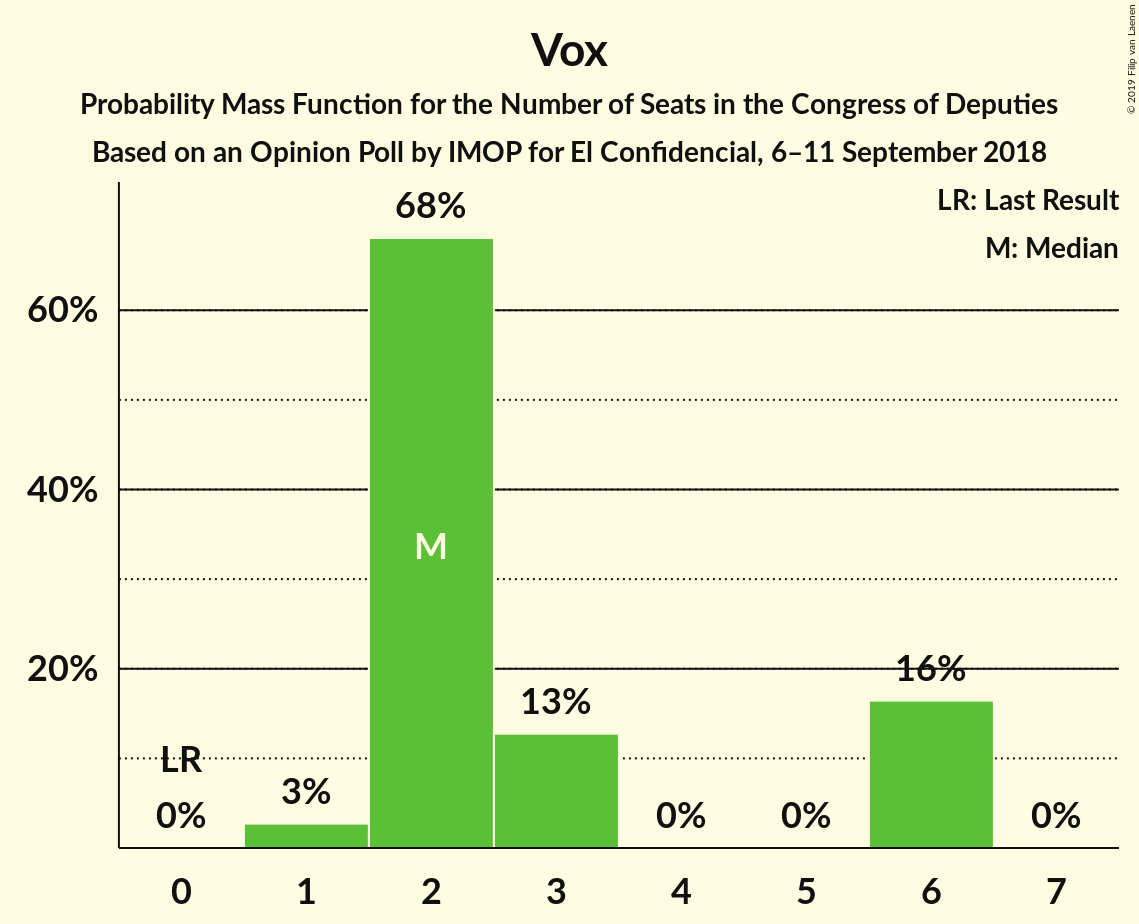 Vox
Probability Mass Function for the Number of Seats in the Congress of Deputies
Based on an Opinion Poll by IMOP for El Confidencial, 6–11 September 2018
© 2019 Filip van Laenen
LR: Last Result
M: Median
68%
60%
40%
M
20%
16%
13%
LR
3%
0%
0%
0%
0%
0 1 2 3 4 5 6 7